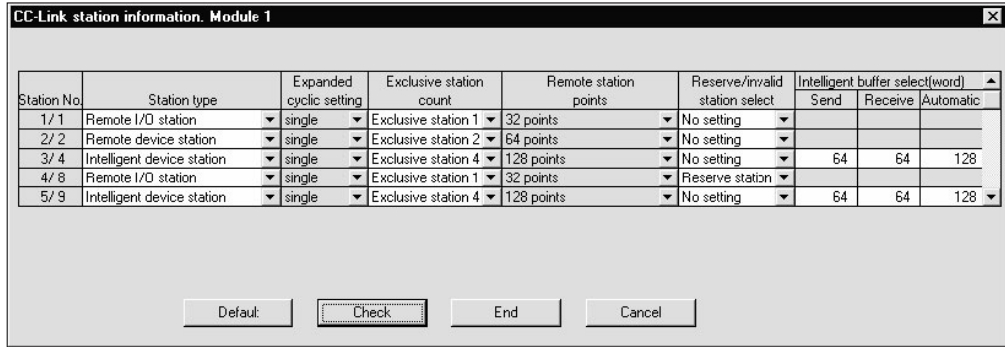 CC-Link station information. Module 1
Expanded Exclusive station Remote station Reserve/invalid Intelligent buffer select(word)
Station No. Station type cyclic setting count points station select Send Receive Automatic
1/ 1 Remote I/O station single Exclusive station 1 32 points No setting
2/ 2 Remote device station single Exclusive station 2 64 points No setting
3/ 4 Intelligent device station single Exclusive station 4 128 points No setting 64 64 128
4/ 8 Remote I/O station single Exclusive station 1 32 points Reserve station
5/ 9 Intelligent device station single Exclusive station 4 128 points No setting 64 64 128
Defaul: Check End Cancel